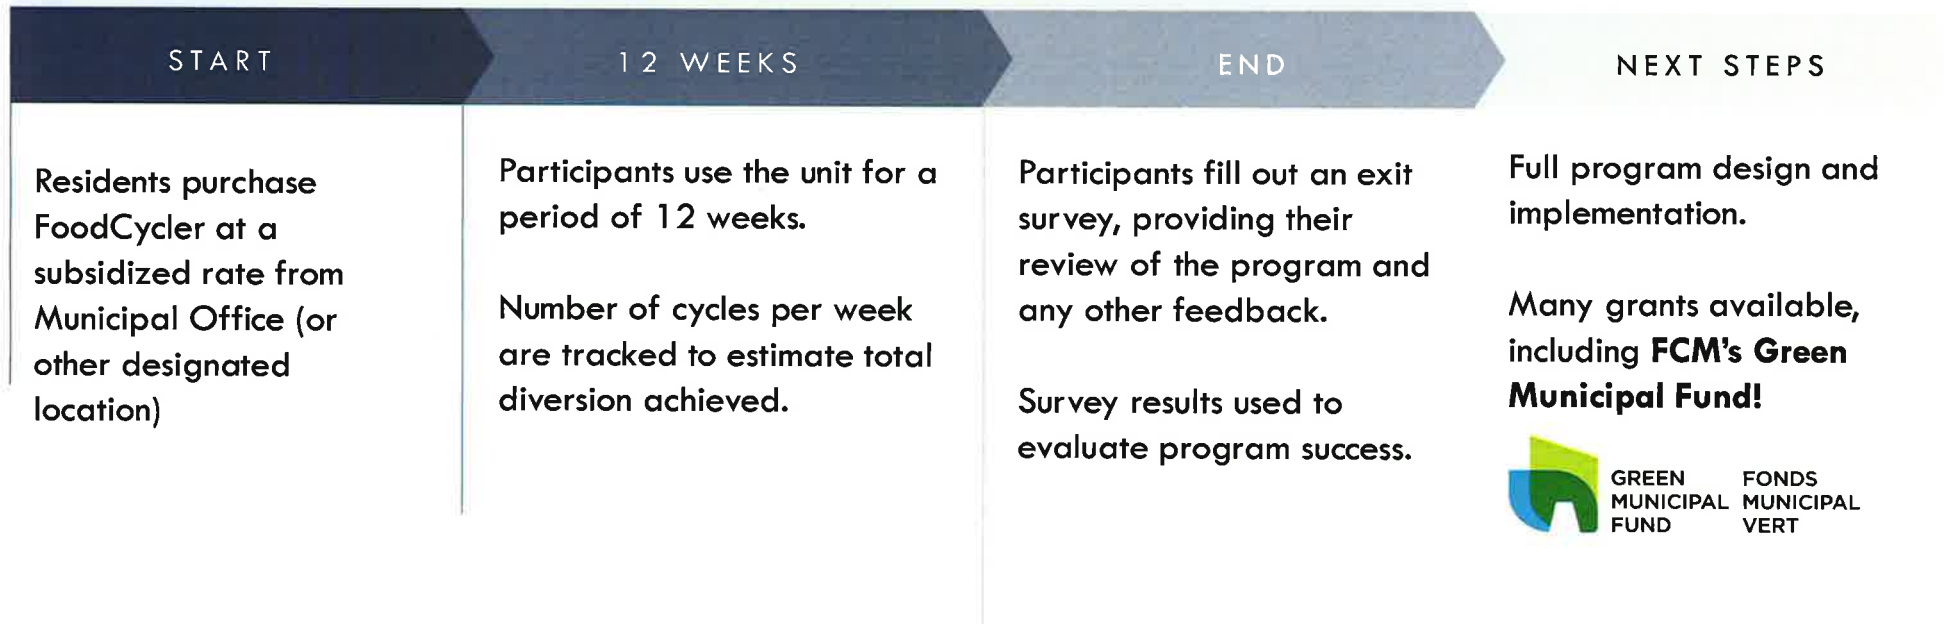 START
Residents purchase
FoodCycler at a
subsidized rate from
Municipal Office (or
other designated
location)
12 WEEKS
Participants use the unit for a
period of 12 weeks.
Number of cycles per week
are tracked to estimate total
diversion achieved.
END
Participants fill out an exit
survey, providing their
review of the program and
any other feedback.
Survey results used to
evaluate program success.
NEXT STEPS
Full program design and
implementation.
Many grants available,
including FCM's Green
Municipal Fund!
GREEN
MUNICIPAL
FUND
FONDS
MUNICIPAL
VERT